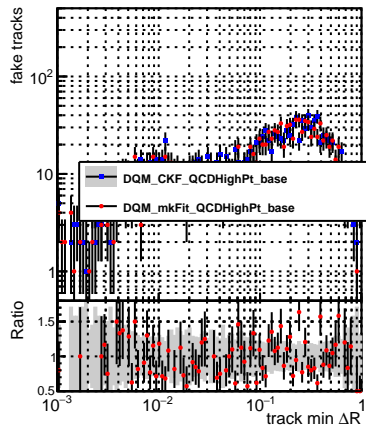 fake tracks
10²
10
1
DQM_CKF_QCDHighPt_base
DQM_mkFit_QCDHighPt_base
Ratio
1.5
1
0.5
10⁻³ 10⁻² 10⁻¹ 1
track min ΔR